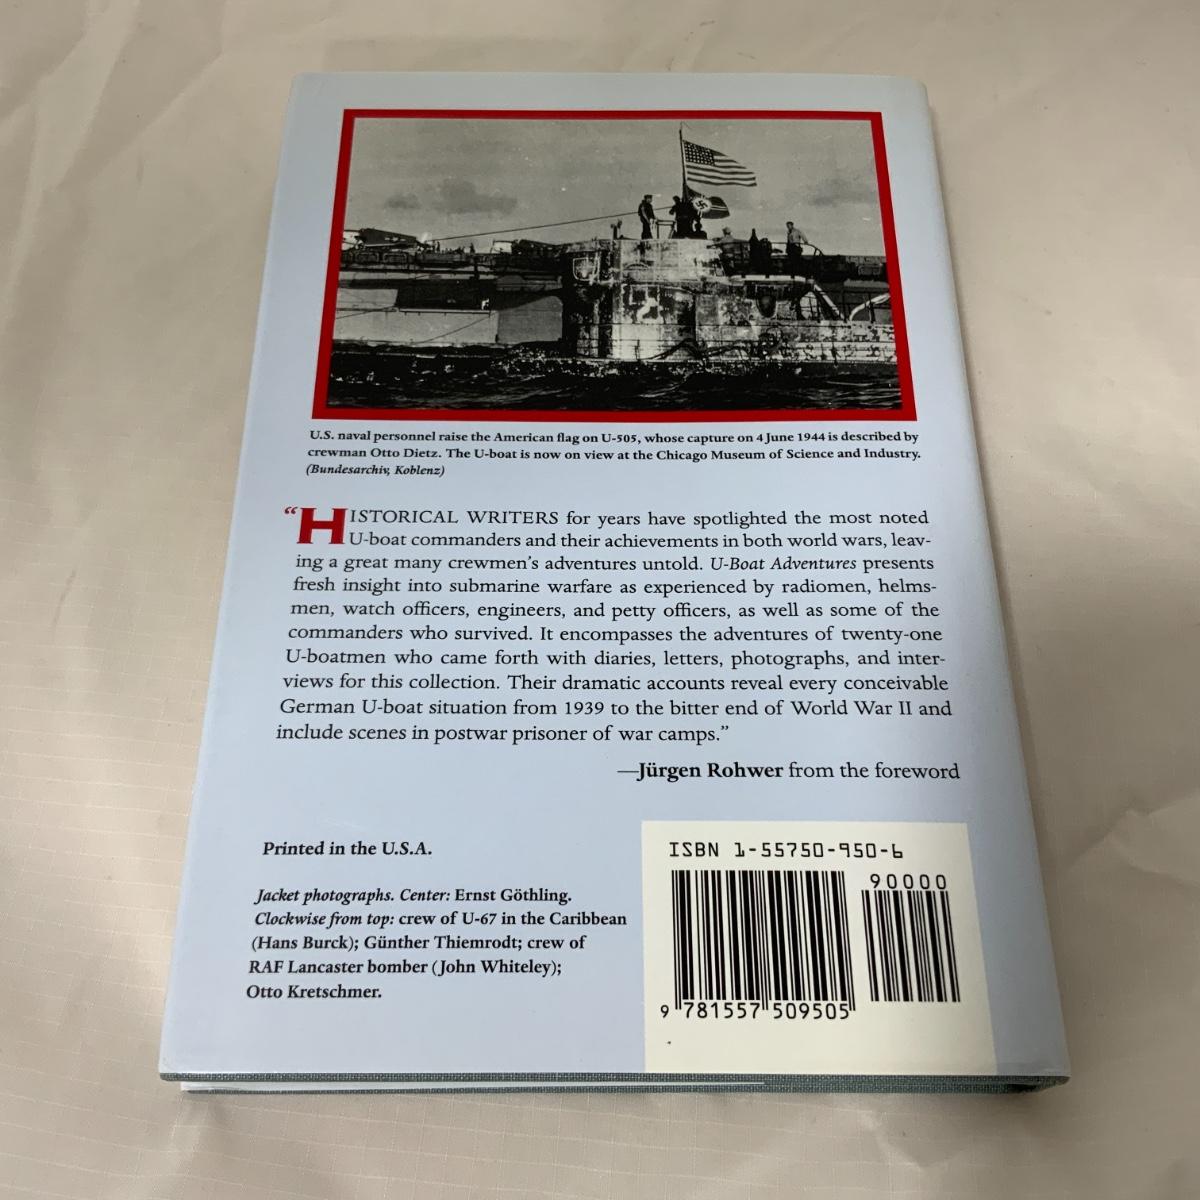 U.S. naval personnel raise the American flag on U-505, whose capture on 4 June 1944 is described by
crewman Otto Dietz. The U-boat is now on view at the Chicago Museum of Science and Industry.
(Bundesarchiv, Koblenz)
“HISTORICAL WRITERS for years have spotlighted the most noted
U-boat commanders and their achievements in both world wars, leav-
ing a great many crewmen's adventures untold. U-Boat Adventures presents
fresh insight into submarine warfare as experienced by radiomen, helms-
men, watch officers, engineers, and petty officers, as well as some of the
commanders who survived. It encompasses the adventures of twenty-one
U-boatmen who came forth with diaries, letters, photographs, and inter-
views for this collection. Their dramatic accounts reveal every conceivable
German U-boat situation from 1939 to the bitter end of World War II and
include scenes in postwar prisoner of war camps.”
—Jürgen Rohwer from the foreword
Printed in the U.S.A.
Jacket photographs. Center: Ernst Göthling.
Clockwise from top: crew of U-67 in the Caribbean
(Hans Burck); Günther Thiemrodt; crew of
RAF Lancaster bomber (John Whiteley);
Otto Kretschmer.
ISBN 1-55750-950-6
90000
9 781557 509505